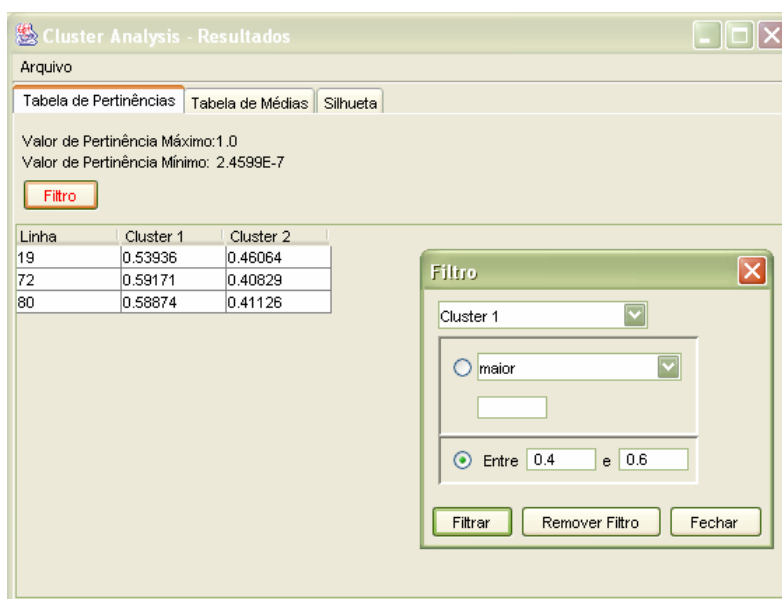 Cluster Analysis - Resultados
Arquivo
Tabela de Pertinências Tabela de Médias Silhueta
Valor de Pertinência Máximo:1.0
Valor de Pertinência Mínimo: 2.4599E-7
Filtro
Linha Cluster 1 Cluster 2
19 0.53936 0.46064
72 0.59171 0.40829
80 0.58874 0.41126
Filtro
Cluster 1
maior
Entre 0.4 e 0.6
Filtrar Remover Filtro Fechar